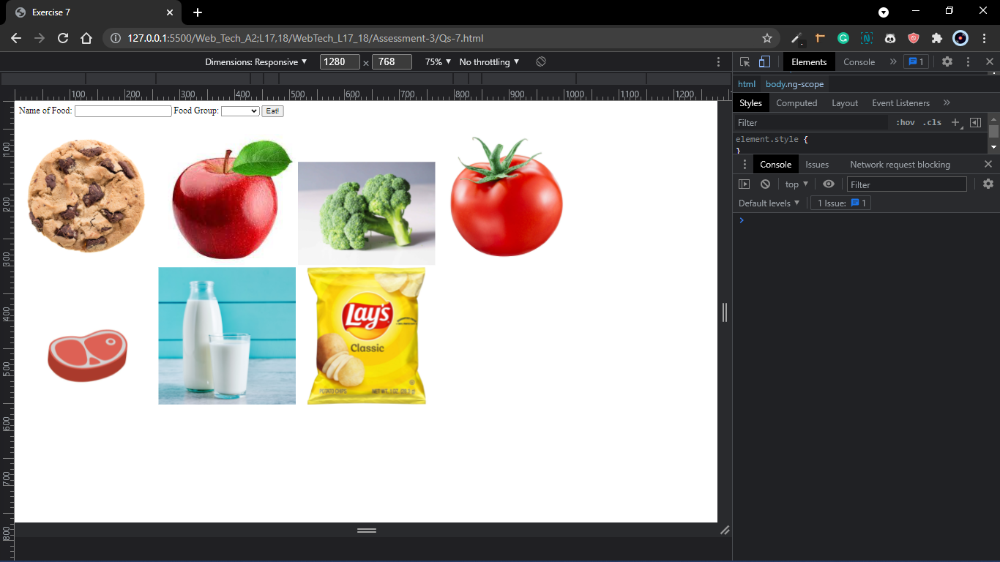 Exercise 7
127.0.0.1:5500/Web_Tech_A2;L17,18/WebTech_L17_18/Assessment-3/Qs-7.html
Dimensions: Responsive 1280 × 768 75% No throttling
Elements Console 1
100 200 300 400 500 600 700 800 900 1000 1100 1200
html body.ng-scope
Name of Food: Food Group: Eat!
Styles Computed Layout Event Listeners
Filter :hov .cls
element.style {
}
Console Issues Network request blocking
top Filter
Default levels 1 Issue: 1
100
200
300
400
500
600
700
800
Lay's
Classic
POTATO CHIPS NET WT. 1 OZ.